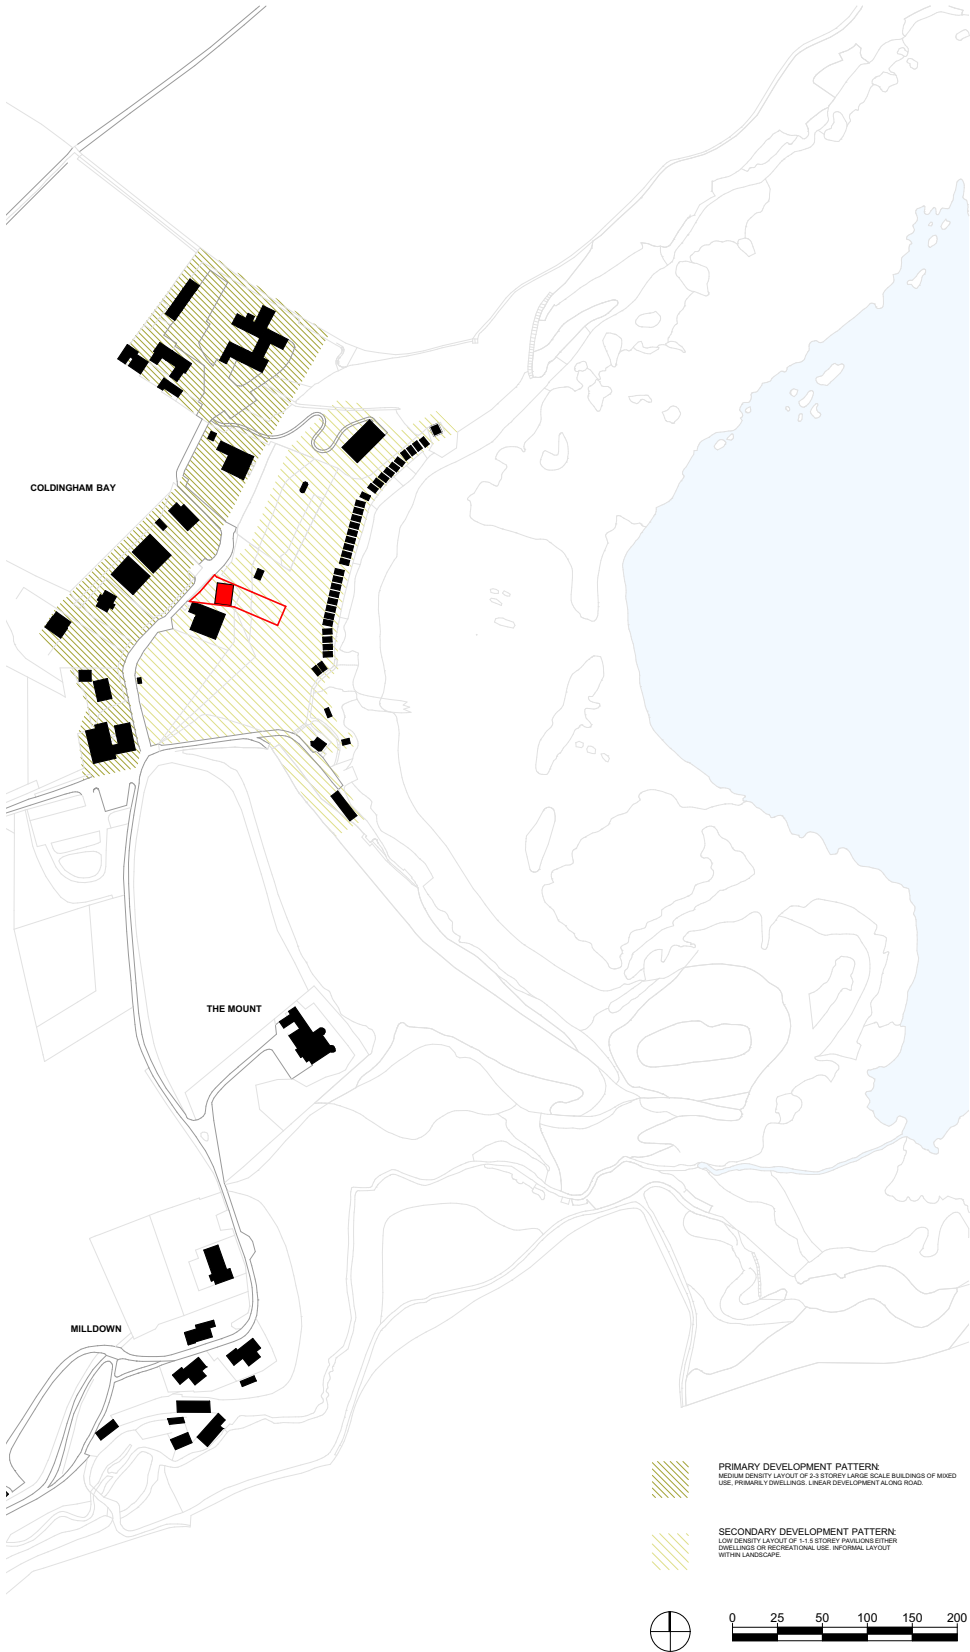 COLDINGHAM BAY
THE MOUNT
MILLDOWN
PRIMARY DEVELOPMENT PATTERN:
MEDIUM DENSITY LAYOUT OF 2-3 STOREY LARGE SCALE BUILDINGS OF MIXED
USE, PRIMARILY DWELLINGS. LINEAR DEVELOPMENT ALONG ROAD.
SECONDARY DEVELOPMENT PATTERN:
LOW DENSITY LAYOUT OF 1-1.5 STOREY PAVILIONS EITHER
DWELLINGS OR RECREATIONAL USE. INFORMAL LAYOUT
WITHIN LANDSCAPE.
0 25 50 100 150 200